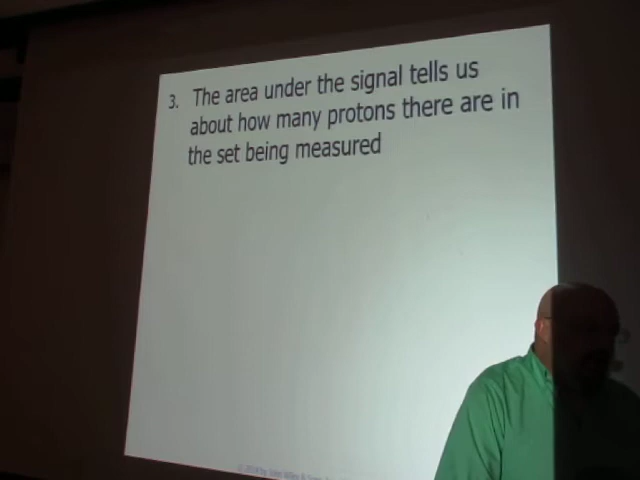 3. The area under the signal tells us
about how many protons there are in
the set being measured